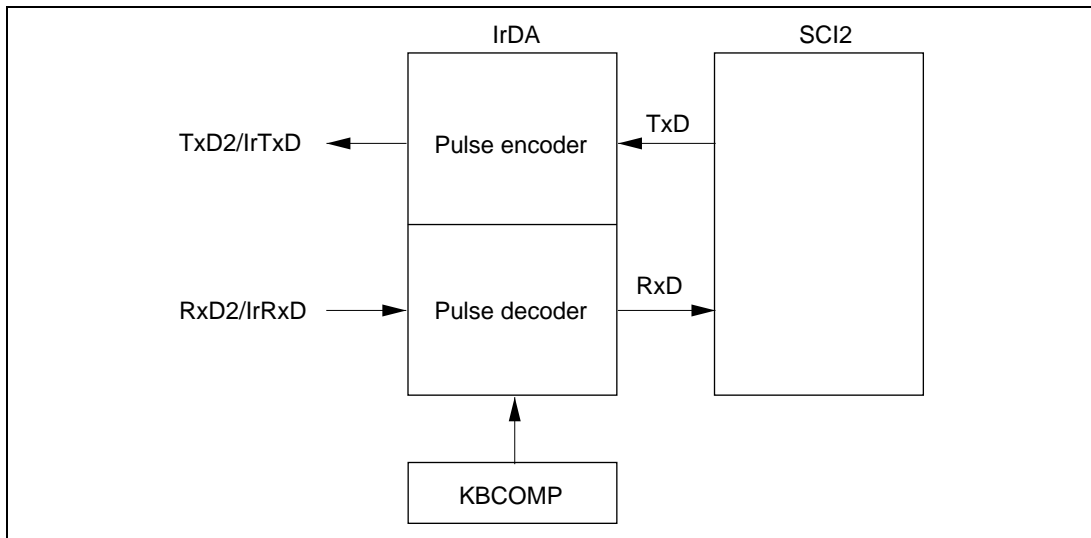 IrDA
SCI2
TxD2/IrTxD
Pulse encoder
TxD
RxD2/IrRxD
Pulse decoder
RxD
KBCOMP